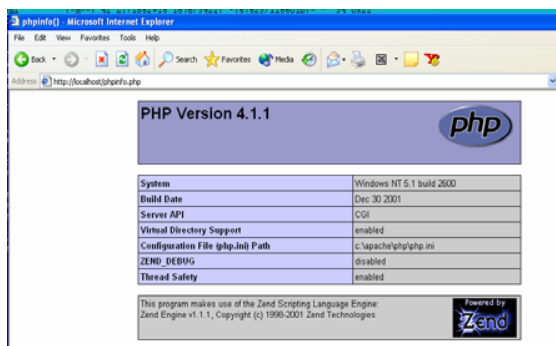 phpinfo() - Microsoft Internet Explorer
File Edit View Favorites Tools Help
Back Search Favorites Media
Address http://localhost/phpinfo.php
PHP Version 4.1.1
php
System Windows NT 5.1 build 2600
Build Date Dec 30 2001
Server API CGI
Virtual Directory Support enabled
Configuration File (php.ini) Path c:\apache\php\php.ini
ZEND_DEBUG disabled
Thread Safety enabled
This program makes use of the Zend Scripting Language Engine:
Zend Engine v1.1.1, Copyright (c) 1998-2001 Zend Technologies
Powered by
Zend